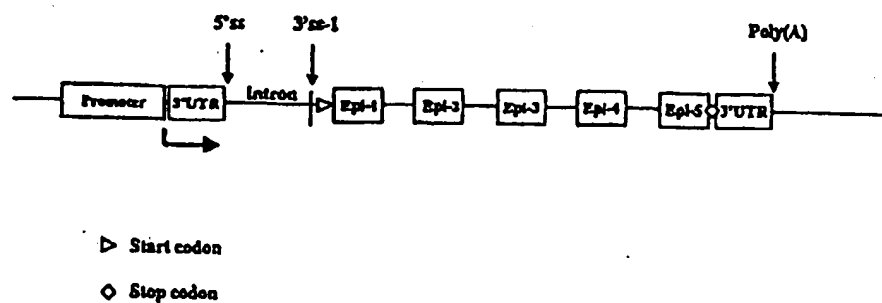 5'ss 3'ss-1 Poly(A)
Promoter 3'UTR Intron Epi-1 Epi-3 Epi-3 Epi-4 Epi-5 3'UTR
Start codon
Stop codon